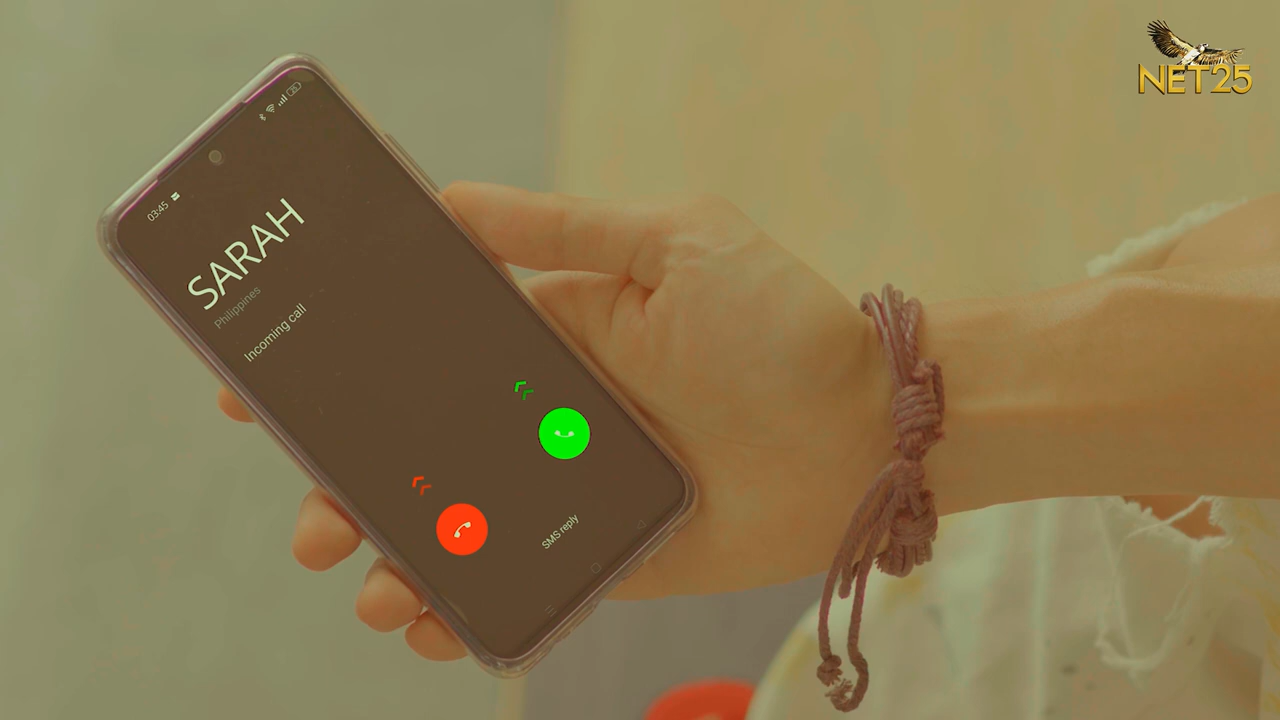 NET25
03:45
SARAH
Philippines
Incoming call
SMS reply